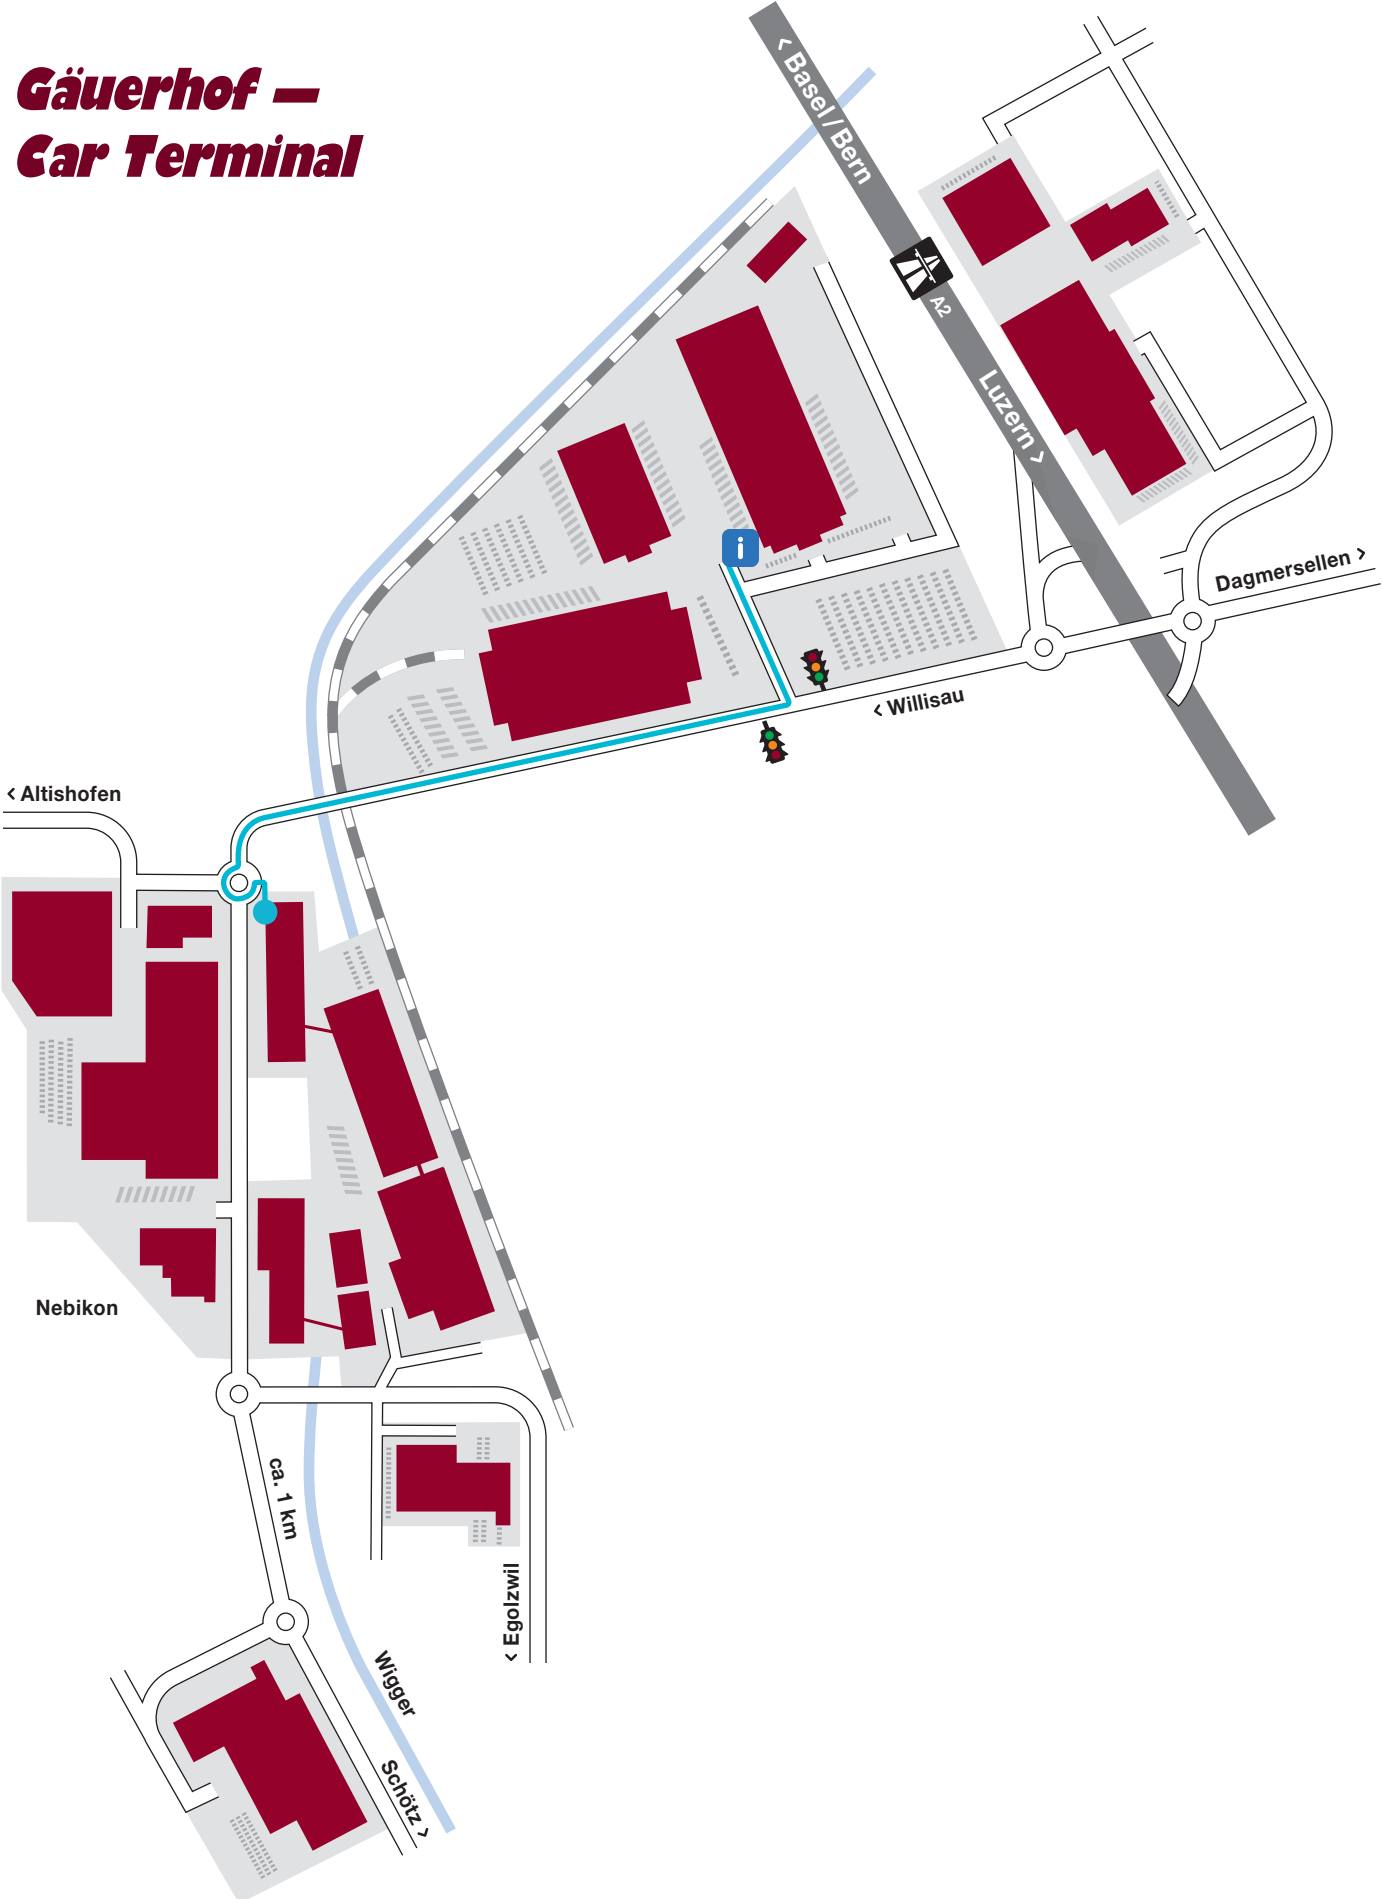 Gäuerhof –
Car Terminal
< Basel / Bern
A2
Luzern >
i
Dagmersellen >
< Willisau
< Altishofen
Nebikon
ca. 1 km
< Egolzwil
Wigger
Schötz >